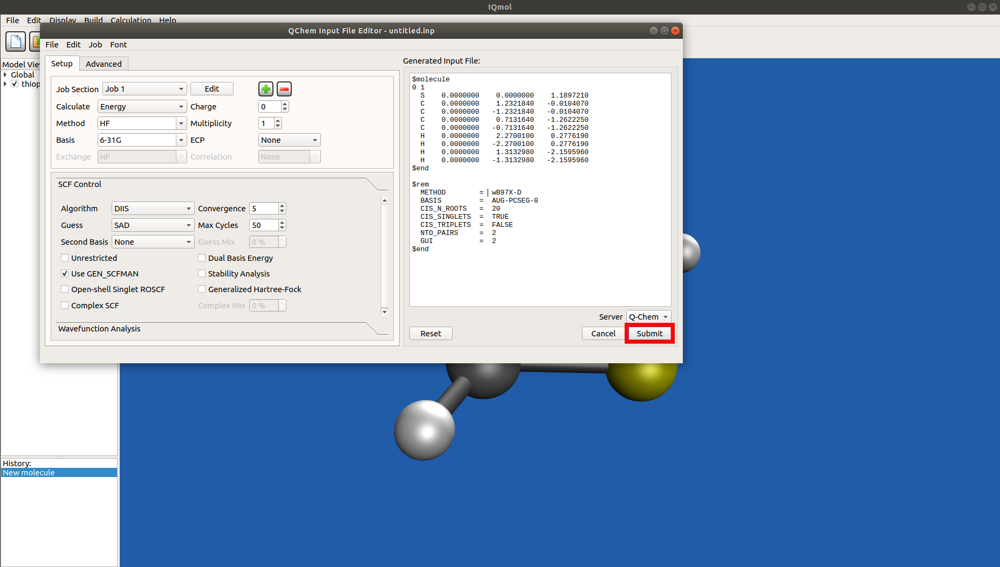 IQmol
File Edit Display Build Calculation Help
QChem Input File Editor - untitled.inp
File Edit Job Font
Model Vie
Global
thiop
Setup Advanced
Job Section Job 1 Edit
Calculate Energy Charge 0
Method HF Multiplicity 1
Basis 6-31G ECP None
Exchange HF Correlation None
SCF Control
Algorithm DIIS Convergence 5
Guess SAD Max Cycles 50
Second Basis None Guess Mix 0 %
Unrestricted Dual Basis Energy
Use GEN_SCFMAN Stability Analysis
Open-shell Singlet ROSCF Generalized Hartree-Fock
Complex SCF Complex Mix 0 %
Wavefunction Analysis
Generated Input File:
$molecule
0 1
S 0.0000000 0.0000000 1.1897210
C 0.0000000 1.2321840 -0.0104070
C 0.0000000 -1.2321840 -0.0104070
C 0.0000000 0.7131640 -1.2622250
C 0.0000000 -0.7131640 -1.2622250
H 0.0000000 2.2700100 0.2776190
H 0.0000000 -2.2700100 0.2776190
H 0.0000000 1.3132980 -2.1595960
H 0.0000000 -1.3132980 -2.1595960
$end
$rem
METHOD = wB97X-D
BASIS = AUG-PCSEG-0
CIS_N_ROOTS = 20
CIS_SINGLETS = TRUE
CIS_TRIPLETS = FALSE
NTO_PAIRS = 2
GUI = 2
$end
Server Q-Chem
Reset Cancel Submit
History:
New molecule